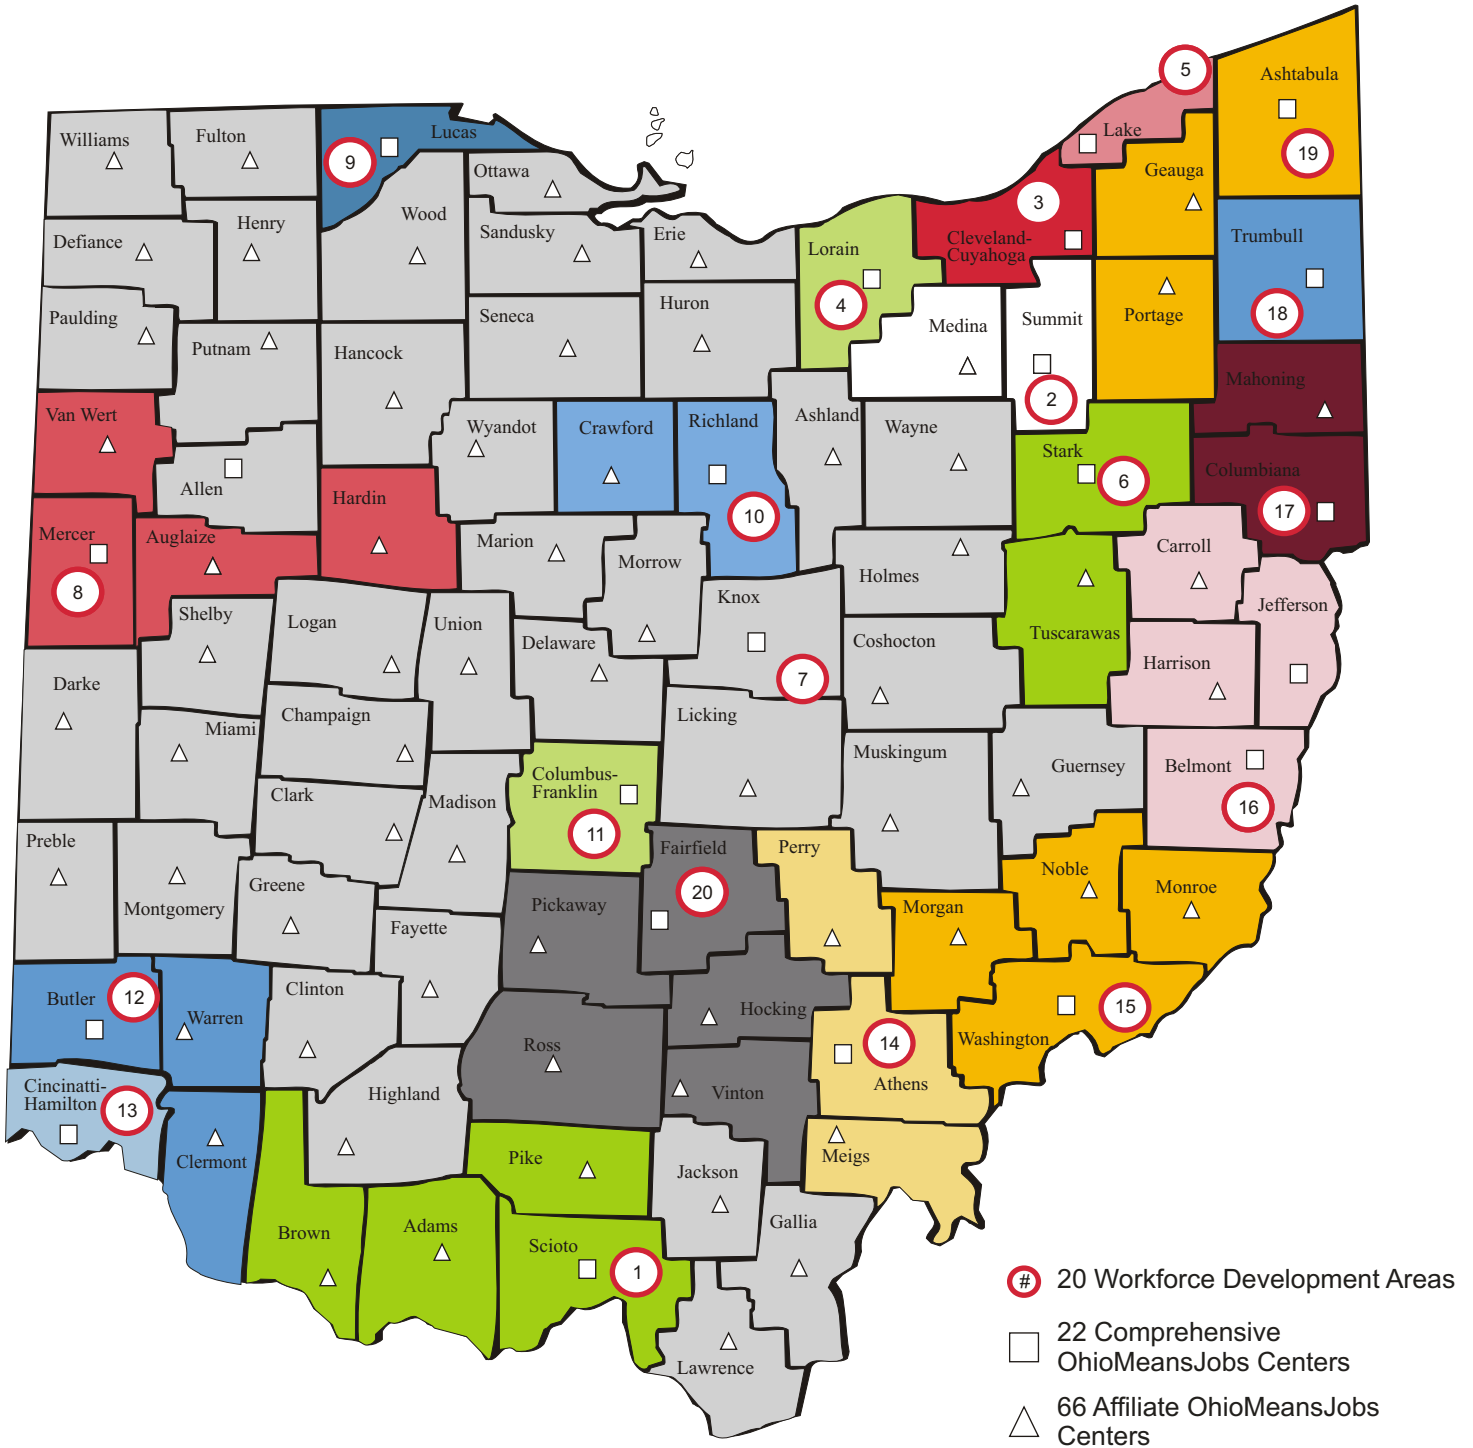 5
Ashtabula
Lake
19
Williams
Fulton
Lucas
9
Ottawa
Geauga
3
Wood
Henry
Defiance
Sandusky
Erie
Lorain
Cleveland-
Cuyahoga
Trumbull
4
18
Paulding
Putnam
Hancock
Seneca
Huron
Medina
Summit
Portage
2
Mahoning
Van Wert
Wyandot
Crawford
Richland
Ashland
Wayne
Stark
6
Columbiana
17
Allen
Hardin
10
Mercer
8
Auglaize
Marion
Morrow
Holmes
Carroll
Jefferson
Shelby
Logan
Union
Delaware
Knox
7
Coshocton
Tuscarawas
Harrison
Darke
Miami
Champaign
Licking
Muskingum
Guernsey
Belmont
16
Clark
Madison
Columbus-
Franklin
11
Preble
Montgomery
Greene
Fairfield
20
Perry
Noble
Monroe
Pickaway
Fayette
Morgan
Butler
12
Warren
Clinton
Hocking
15
Washington
Ross
14
Athens
Cincinatti-
Hamilton
13
Highland
Vinton
Clermont
Pike
Jackson
Meigs
Brown
Adams
Scioto
1
Gallia
Lawrence
# 20 Workforce Development Areas
22 Comprehensive
OhioMeansJobs Centers
66 Affiliate OhioMeansJobs
Centers